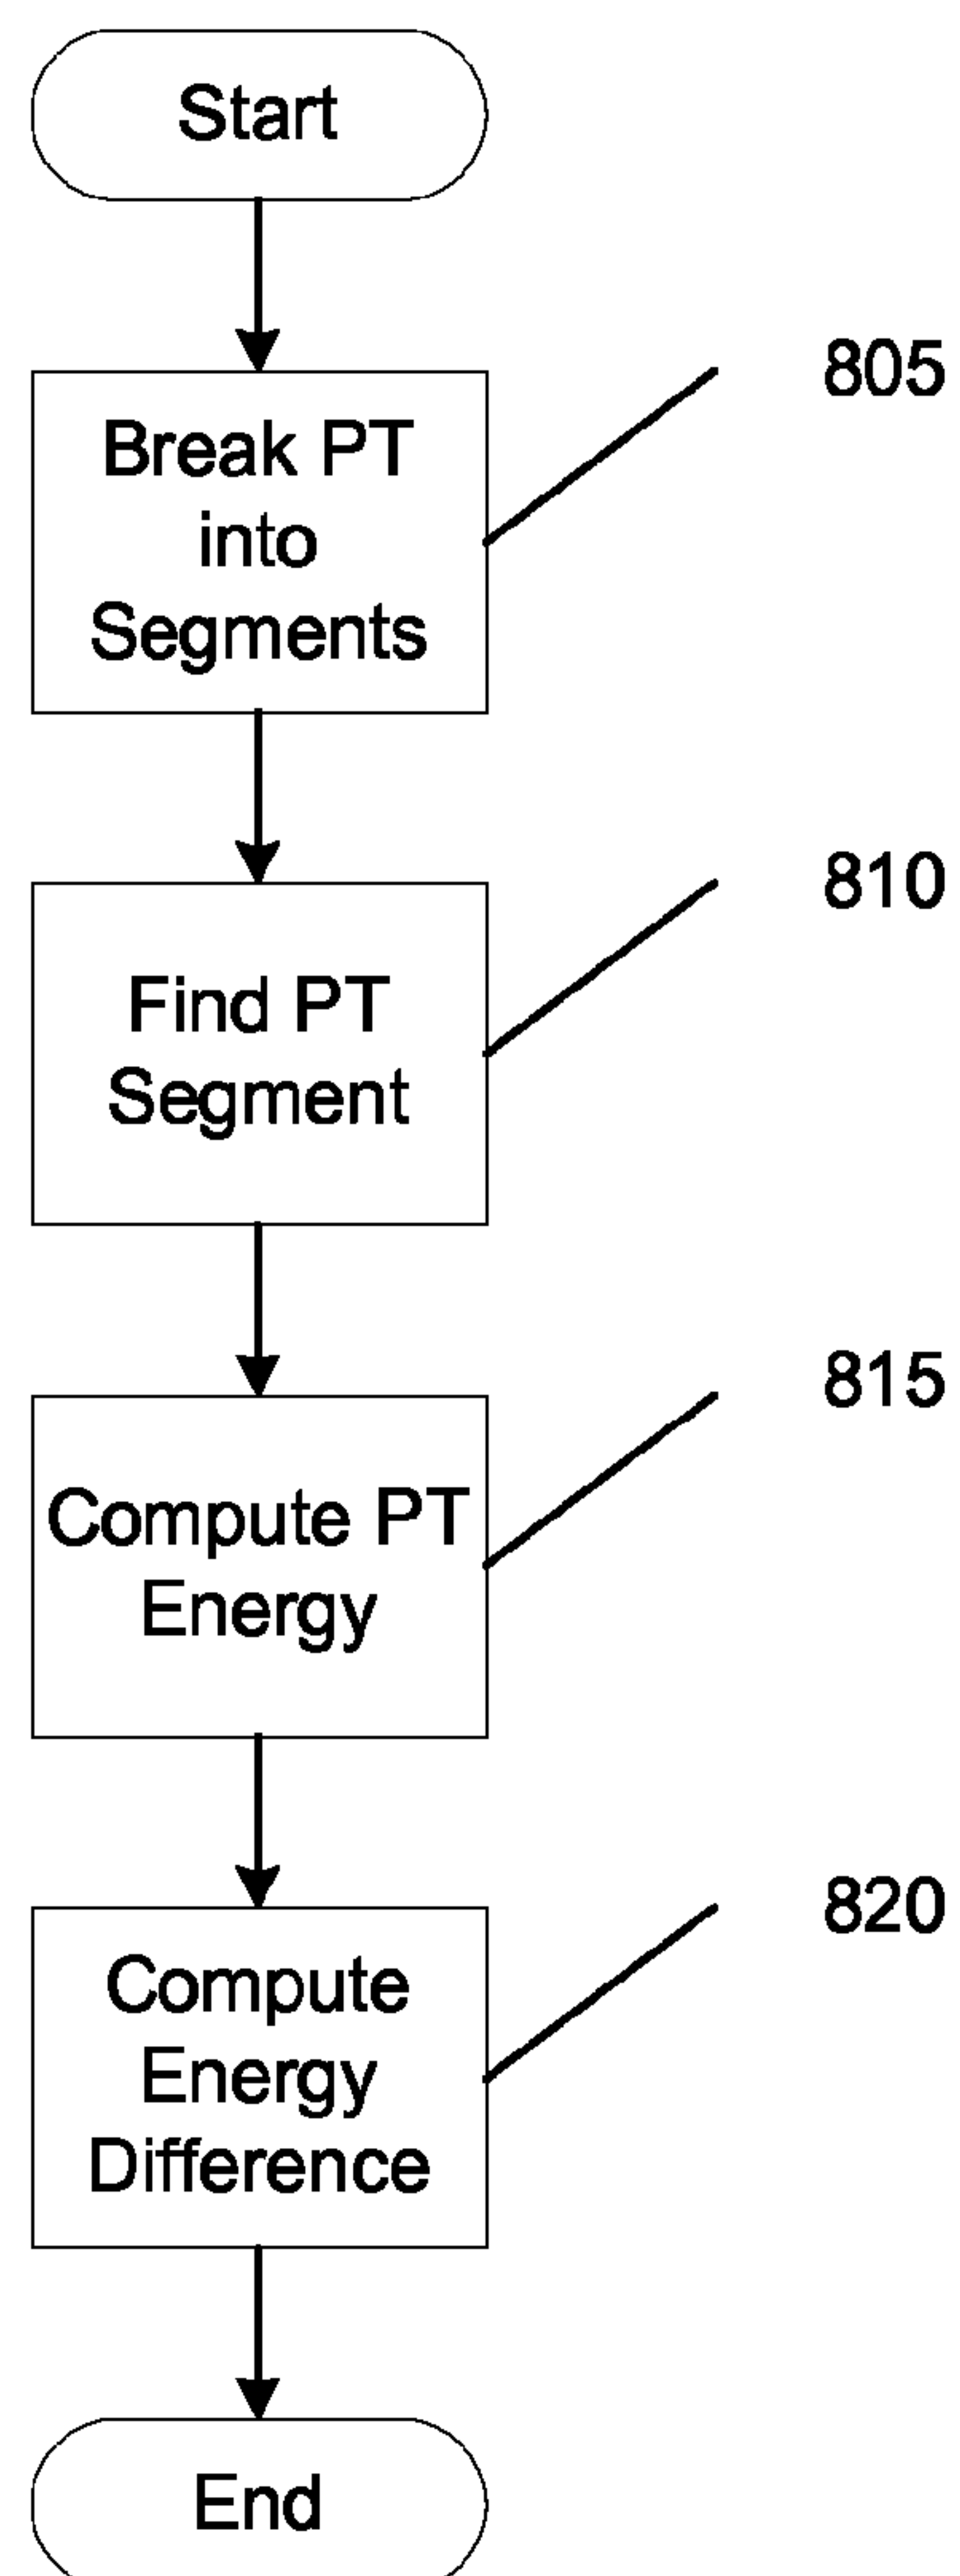 Start
805
Break PT
into
Segments
810
Find PT
Segment
815
Compute PT
Energy
820
Compute
Energy
Difference
End